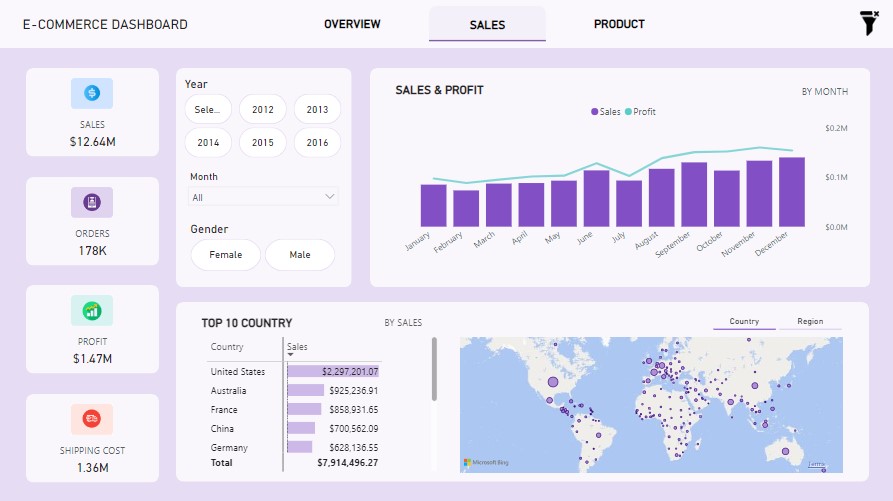 E-COMMERCE DASHBOARD
OVERVIEW
SALES
PRODUCT
SALES
$12.64M
ORDERS
178K
PROFIT
$1.47M
SHIPPING COST
1.36M
Year
Sele...
2012
2013
2014
2015
2016
Month
All
Gender
Female
Male
SALES & PROFIT
BY MONTH
Sales
Profit
$0.2M
$0.1M
$0.0M
January
February
March
April
May
June
July
August
September
October
November
December
TOP 10 COUNTRY
BY SALES
Country Sales
United States $2,297,201.07
Australia $925,236.91
France $858,931.65
China $700,562.09
Germany $628,136.55
Total $7,914,496.27
Country
Region
Microsoft Bing
Terms